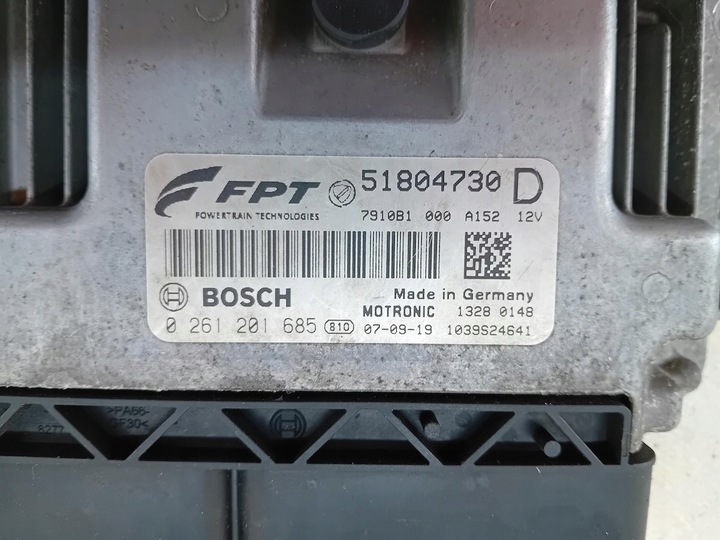 FPT 51804730 D
POWERTRAIN TECHNOLOGIES 7910B1 000 A152 12V
BOSCH Made in Germany
MOTRONIC 1328 0148
0 261 201 685 810 07-09-19 1039S24641
>PA66-
GF30<
8277